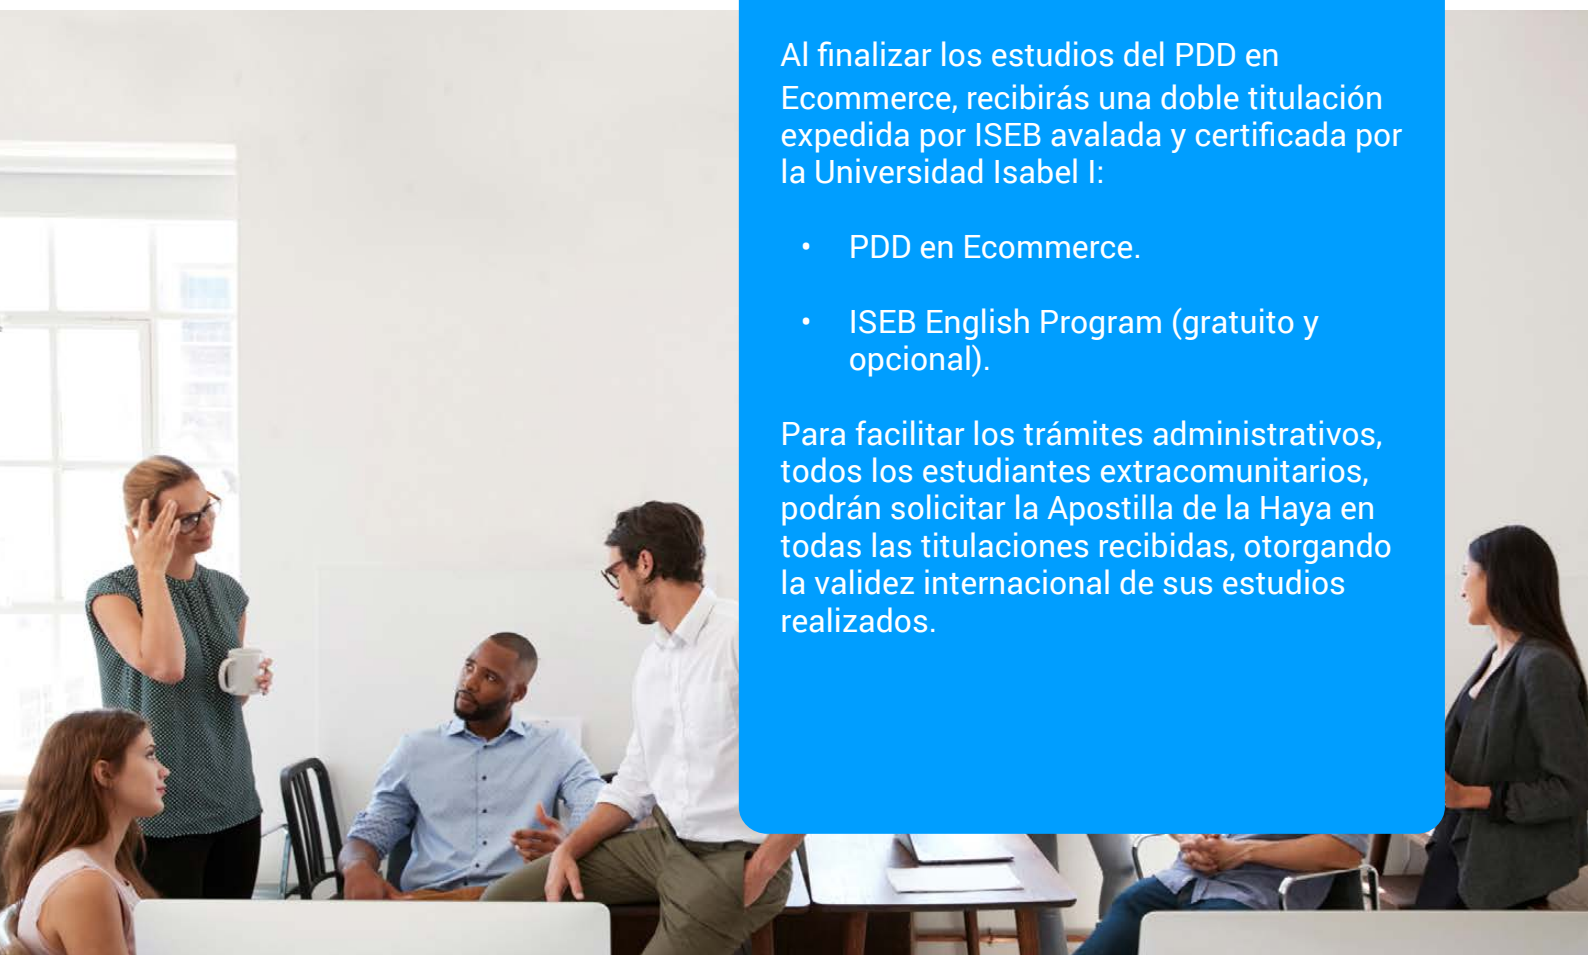 Al finalizar los estudios del PDD en
Ecommerce, recibirás una doble titulación
expedida por ISEB avalada y certificada por
la Universidad Isabel I:
• PDD en Ecommerce.
• ISEB English Program (gratuito y
opcional).
Para facilitar los trámites administrativos,
todos los estudiantes extracomunitarios,
podrán solicitar la Apostilla de la Haya en
todas las titulaciones recibidas, otorgando
la validez internacional de sus estudios
realizados.